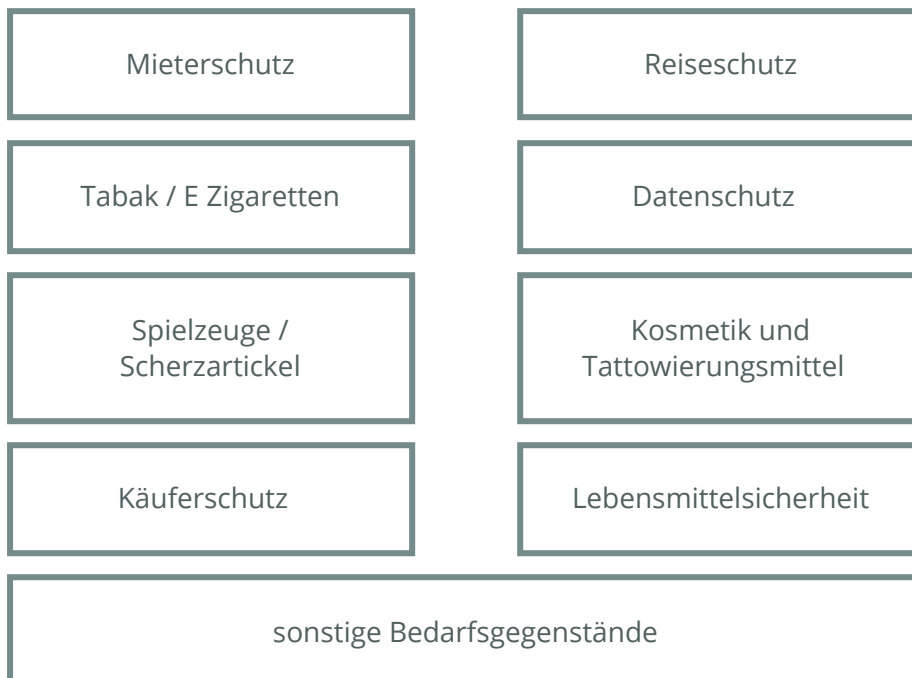 Mieterschutz
Reiseschutz
Tabak / E Zigaretten
Datenschutz
Spielzeuge /
Scherzartickel
Kosmetik und
Tattowierungsmittel
Käuferschutz
Lebensmittelsicherheit
sonstige Bedarfsgegenstände